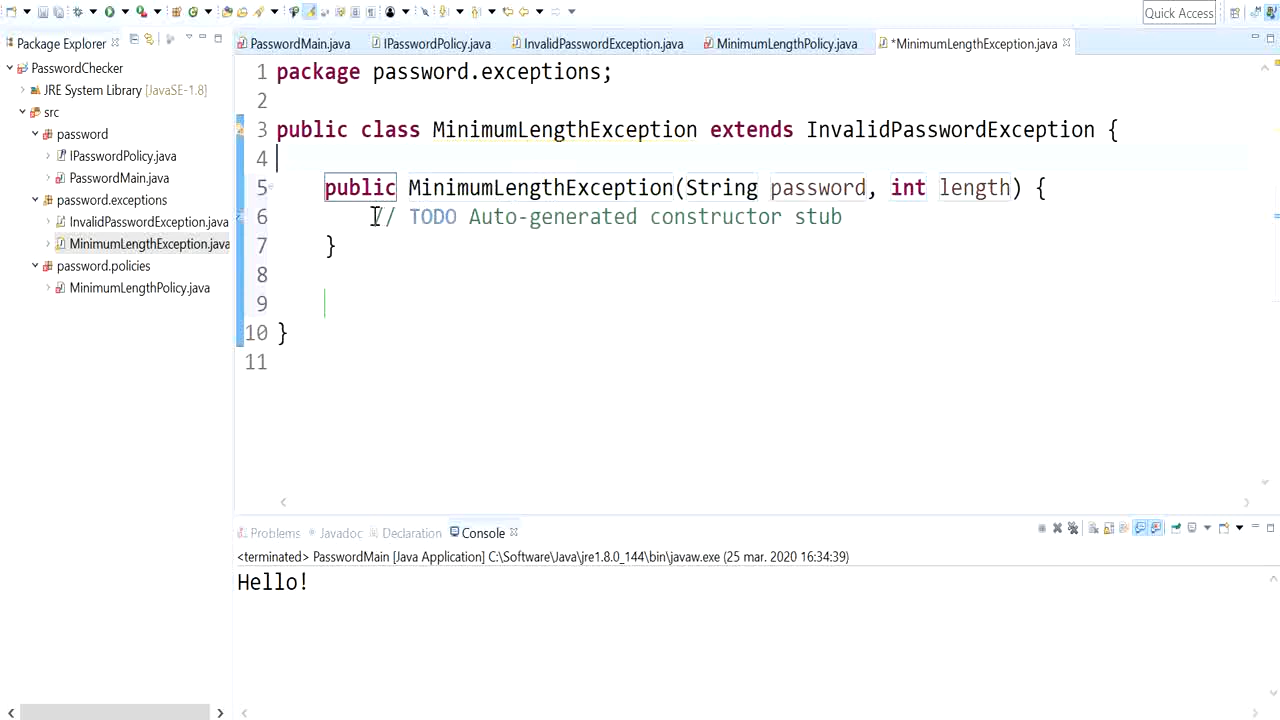 Quick Access
Package Explorer
PasswordMain.java
IPasswordPolicy.java
InvalidPasswordException.java
MinimumLengthPolicy.java
*MinimumLengthException.java
PasswordChecker
JRE System Library [JavaSE-1.8]
src
password
IPasswordPolicy.java
PasswordMain.java
password.exceptions
InvalidPasswordException.java
MinimumLengthException.java
password.policies
MinimumLengthPolicy.java
1 package password.exceptions;
2
3 public class MinimumLengthException extends InvalidPasswordException {
4
5 public MinimumLengthException(String password, int length) {
6 // TODO Auto-generated constructor stub
7 }
8
9
10 }
11
Problems Javadoc Declaration Console
<terminated> PasswordMain [Java Application] C:\Software\Java\jre1.8.0_144\bin\javaw.exe (25 mar. 2020 16:34:39)
Hello!